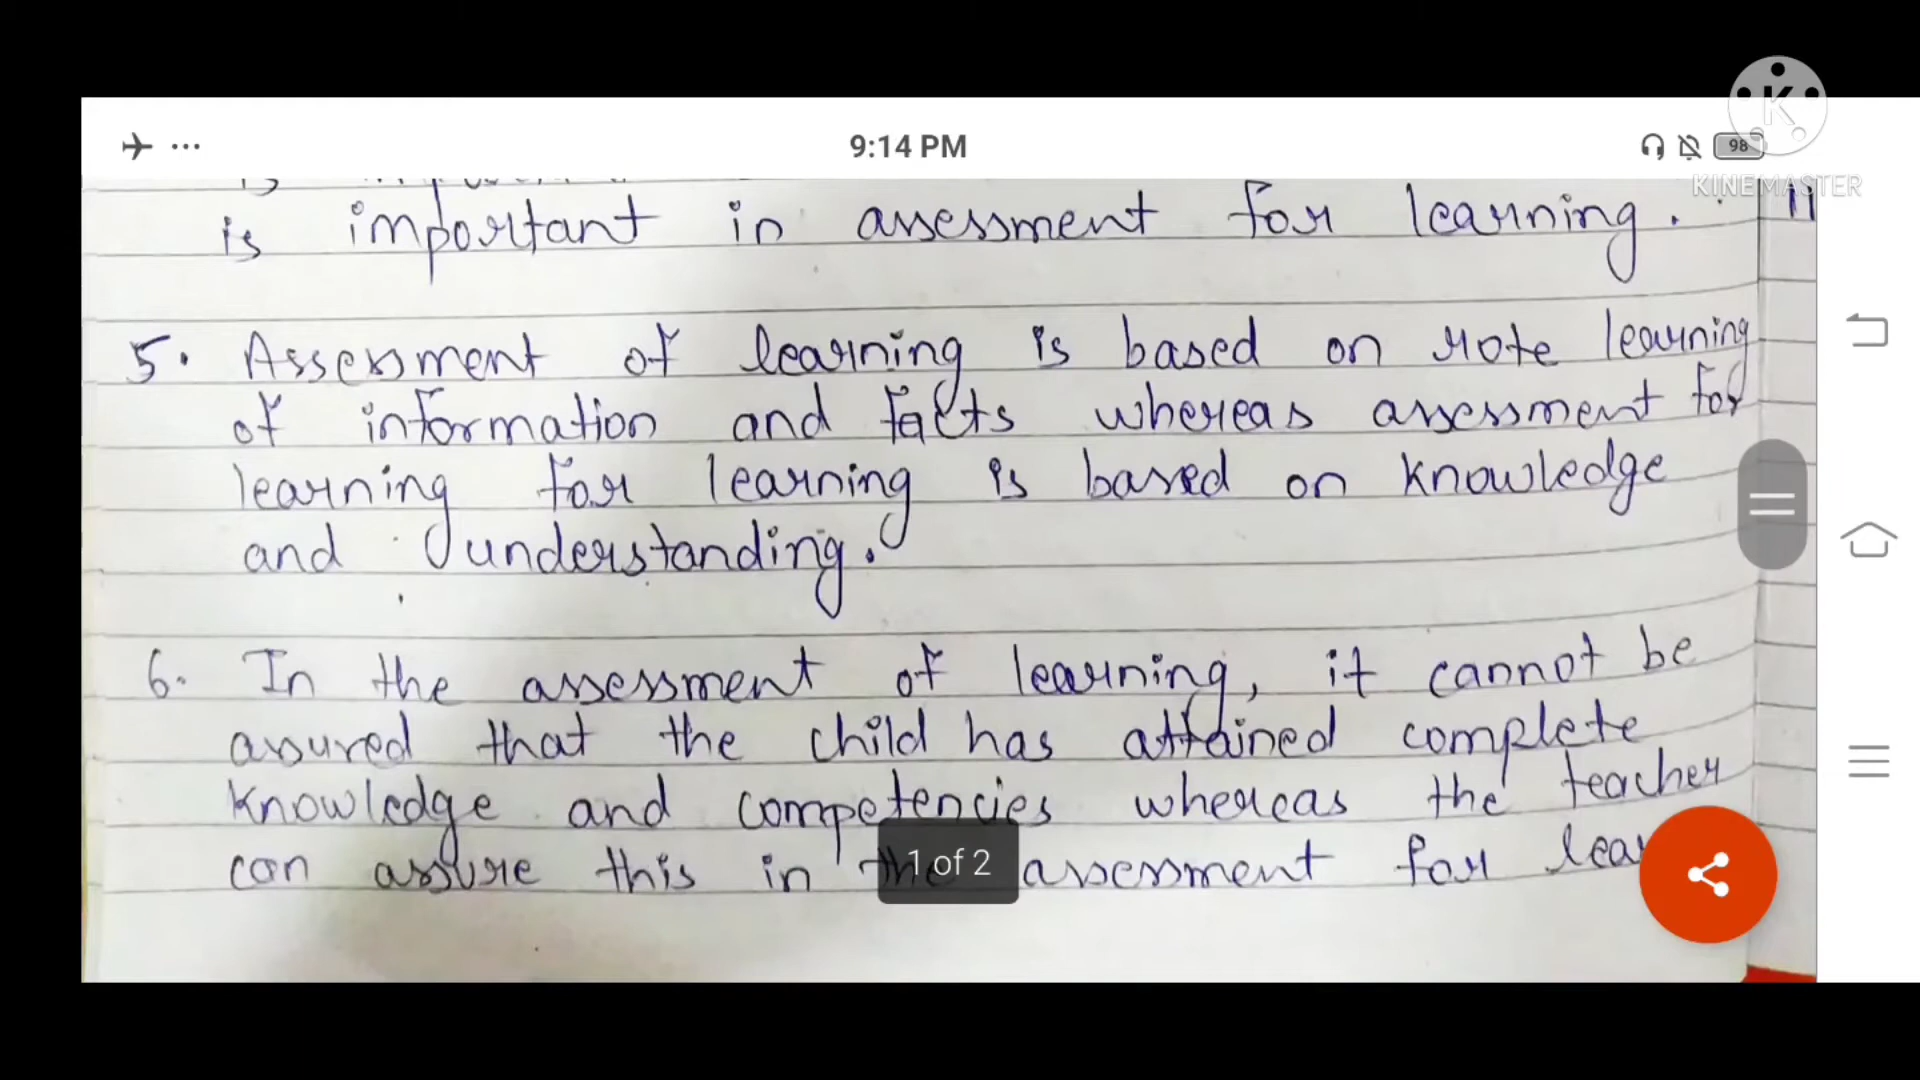 9:14 PM
98
KINEMASTER
is important in assessment for learning.
5. Assessment of learning is based on rote learning
of information and facts whereas assessment for
learning for learning is based on knowledge
and understanding.
6. In the assessment of learning, it cannot be
assured that the child has attained complete
knowledge and competencies whereas the teacher
can assure this in the assessment for lear
1 of 2